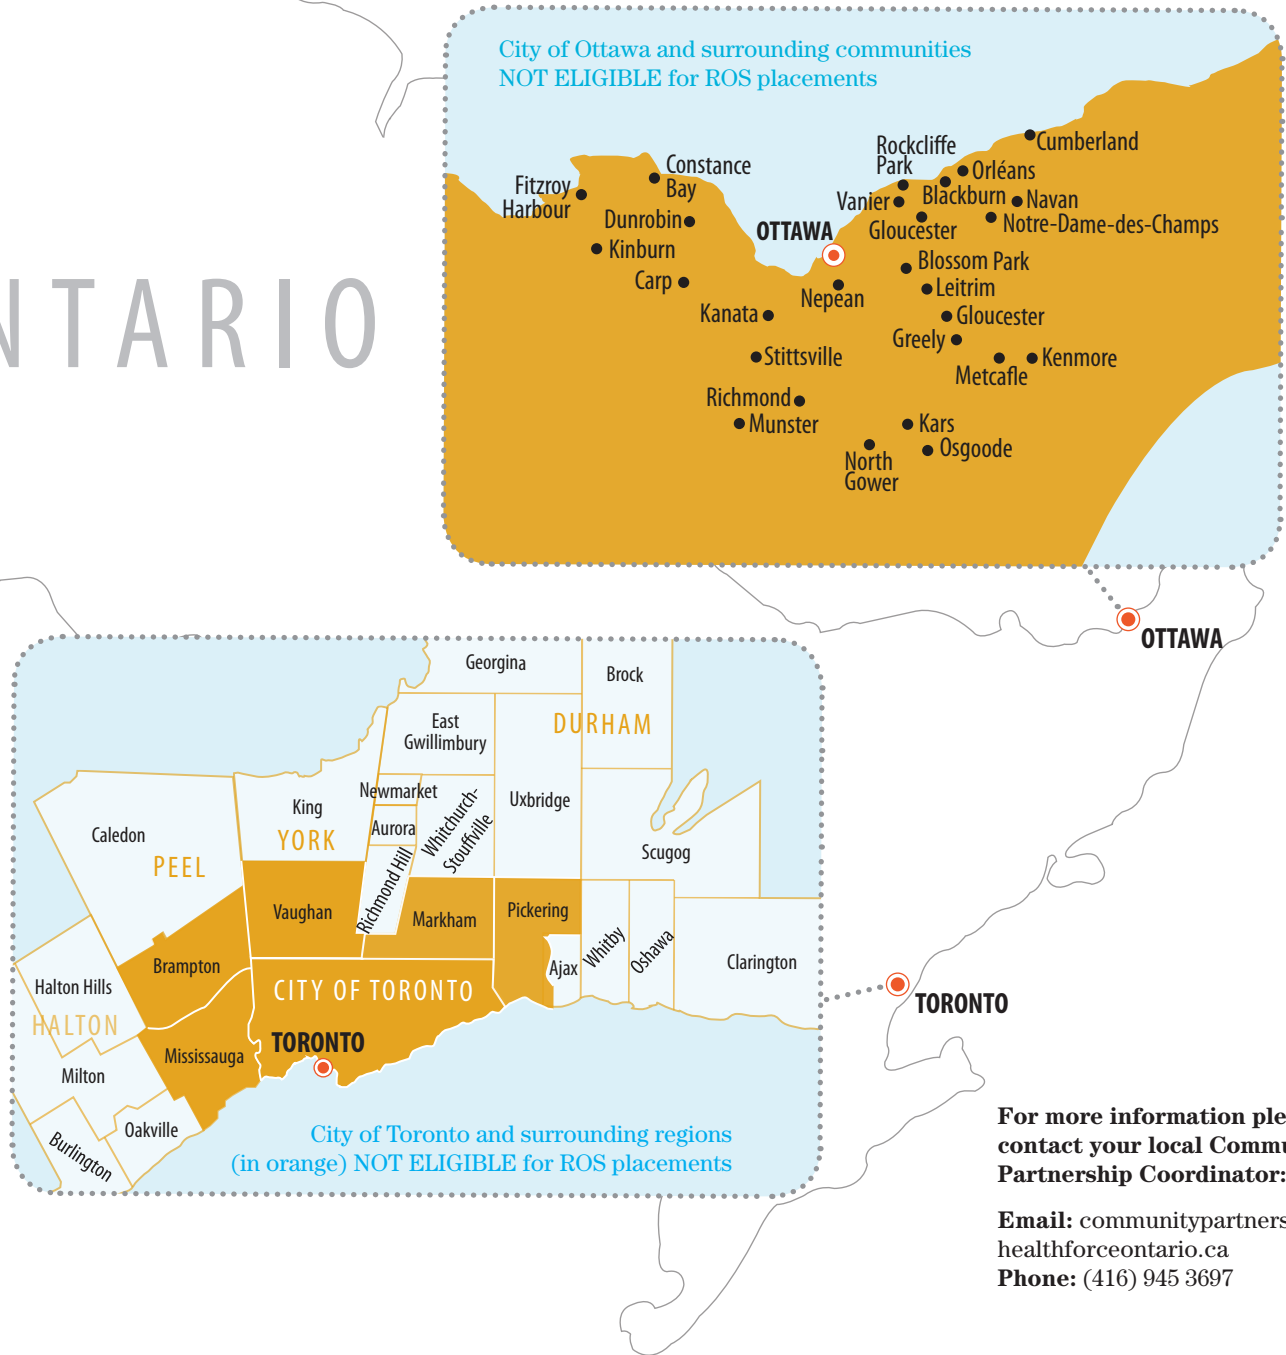 City of Ottawa and surrounding communities
NOT ELIGIBLE for ROS placements
Cumberland
Rockcliffe
Park
Orléans
Constance
Bay
Fitzroy
Harbour
Blackburn
Navan
Vanier
Dunrobin
Gloucester
Notre-Dame-des-Champs
OTTAWA
Kinburn
Blossom Park
Carp
Leitrim
Nepean
Kanata
Gloucester
Greely
Stittsville
Metcafle
Kenmore
Richmond
Munster
Kars
Osgoode
North
Gower
NTARIO
OTTAWA
Georgina
Brock
East
Gwillimbury
DURHAM
Newmarket
King
Uxbridge
Whitchurch-
Stouffville
Aurora
YORK
Caledon
PEEL
Scugog
Richmond Hill
Vaughan
Markham
Pickering
Whitby
Oshawa
Brampton
Ajax
Clarington
Halton Hills
CITY OF TORONTO
HALTON
TORONTO
Mississauga
Milton
Oakville
Burlington
City of Toronto and surrounding regions
(in orange) NOT ELIGIBLE for ROS placements
TORONTO
For more information ple
contact your local Commu
Partnership Coordinator:
Email: communitypartners
healthforceontario.ca
Phone: (416) 945 3697